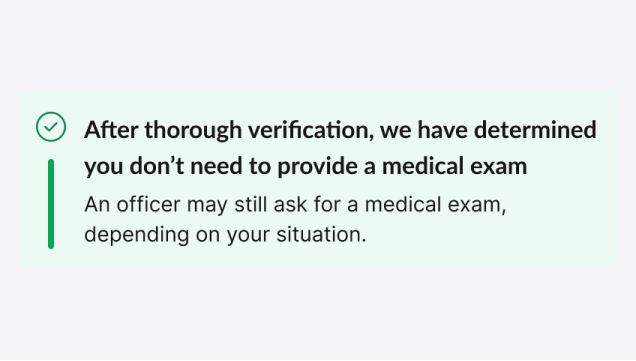 After thorough verification, we have determined
you don’t need to provide a medical exam
An officer may still ask for a medical exam,
depending on your situation.